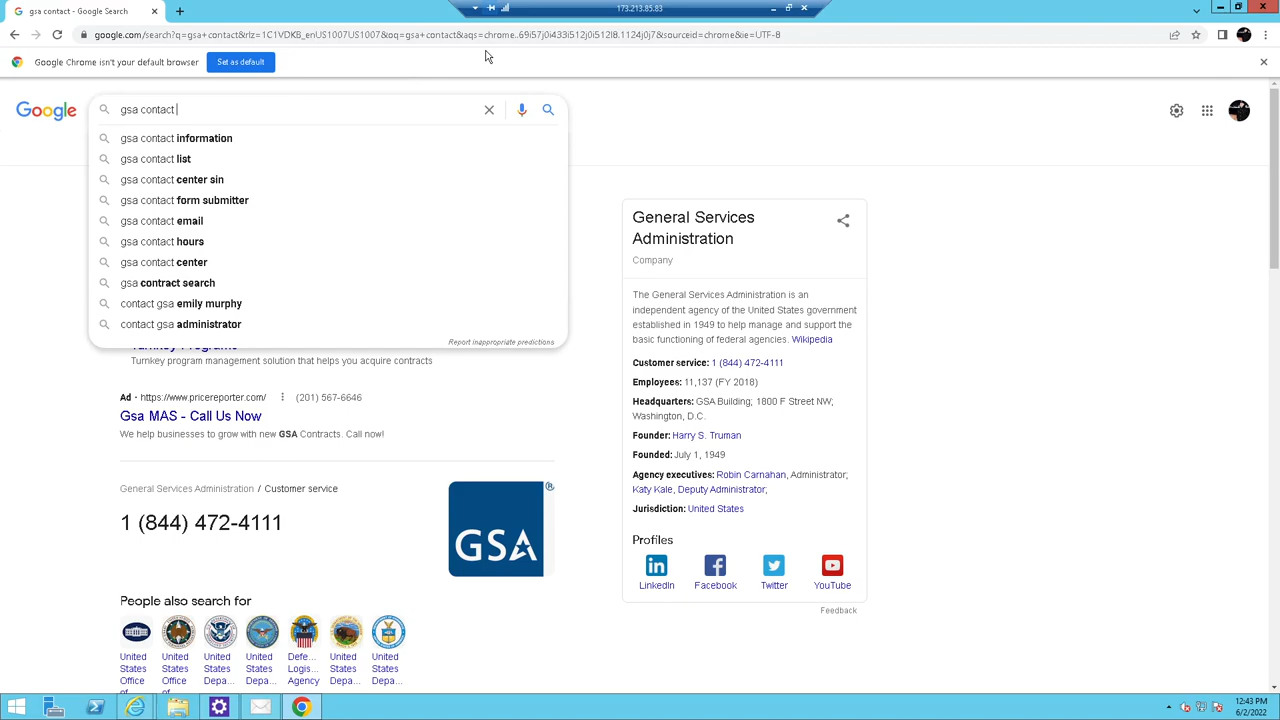 173.213.85.83
gsa contact - Google Search
google.com/search?q=gsa+contact&rlz=1C1VDKB_enUS1007US1007&oq=gsa+contact&aqs=chrome..69i57j0i433i512j0i512l8.1124j0j7&sourceid=chrome&ie=UTF-8
Google Chrome isn't your default browser
Set as default
Google
gsa contact
gsa contact information
gsa contact list
gsa contact center sin
gsa contact form submitter
gsa contact email
gsa contact hours
gsa contact center
gsa contract search
contact gsa emily murphy
contact gsa administrator
Report inappropriate predictions
Turnkey Programs
Turnkey program management solution that helps you acquire contracts
Ad · https://www.pricereporter.com/ (201) 567-6646
Gsa MAS - Call Us Now
We help businesses to grow with new GSA Contracts. Call now!
General Services Administration / Customer service
1 (844) 472-4111
GSA
®
People also search for
United States Office of
United States Office of
United States Depa...
United States Depa...
Defe... Logis... Agency
United States Depa...
United States Depa...
General Services
Administration
Company
The General Services Administration is an
independent agency of the United States government
established in 1949 to help manage and support the
basic functioning of federal agencies. Wikipedia
Customer service: 1 (844) 472-4111
Employees: 11,137 (FY 2018)
Headquarters: GSA Building; 1800 F Street NW;
Washington, D.C.
Founder: Harry S. Truman
Founded: July 1, 1949
Agency executives: Robin Carnahan, Administrator;
Katy Kale, Deputy Administrator;
Jurisdiction: United States
Profiles
LinkedIn
Facebook
Twitter
YouTube
Feedback
12:43 PM
6/2/2022